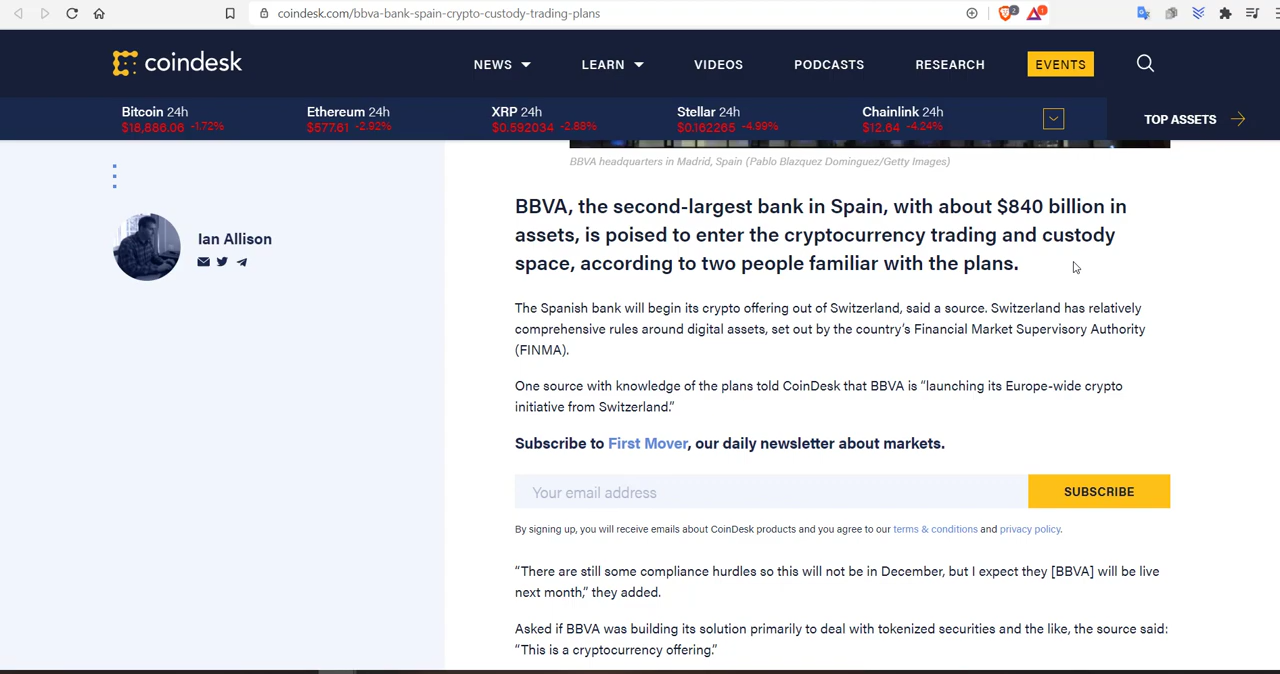 coindesk.com/bbva-bank-spain-crypto-custody-trading-plans
2
1
coindesk
NEWS
LEARN
VIDEOS
PODCASTS
RESEARCH
EVENTS
Bitcoin 24h
$18,886.06 -1.72%
Ethereum 24h
$577.61 -2.92%
XRP 24h
$0.592034 -2.88%
Stellar 24h
$0.162265 -4.99%
Chainlink 24h
$12.64 -4.24%
TOP ASSETS
BBVA headquarters in Madrid, Spain (Pablo Blazquez Dominguez/Getty Images)
Ian Allison
BBVA, the second-largest bank in Spain, with about $840 billion in
assets, is poised to enter the cryptocurrency trading and custody
space, according to two people familiar with the plans.
The Spanish bank will begin its crypto offering out of Switzerland, said a source. Switzerland has relatively
comprehensive rules around digital assets, set out by the country’s Financial Market Supervisory Authority
(FINMA).
One source with knowledge of the plans told CoinDesk that BBVA is “launching its Europe-wide crypto
initiative from Switzerland.”
Subscribe to First Mover, our daily newsletter about markets.
Your email address
SUBSCRIBE
By signing up, you will receive emails about CoinDesk products and you agree to our terms & conditions and privacy policy.
“There are still some compliance hurdles so this will not be in December, but I expect they [BBVA] will be live
next month,” they added.
Asked if BBVA was building its solution primarily to deal with tokenized securities and the like, the source said:
“This is a cryptocurrency offering.”